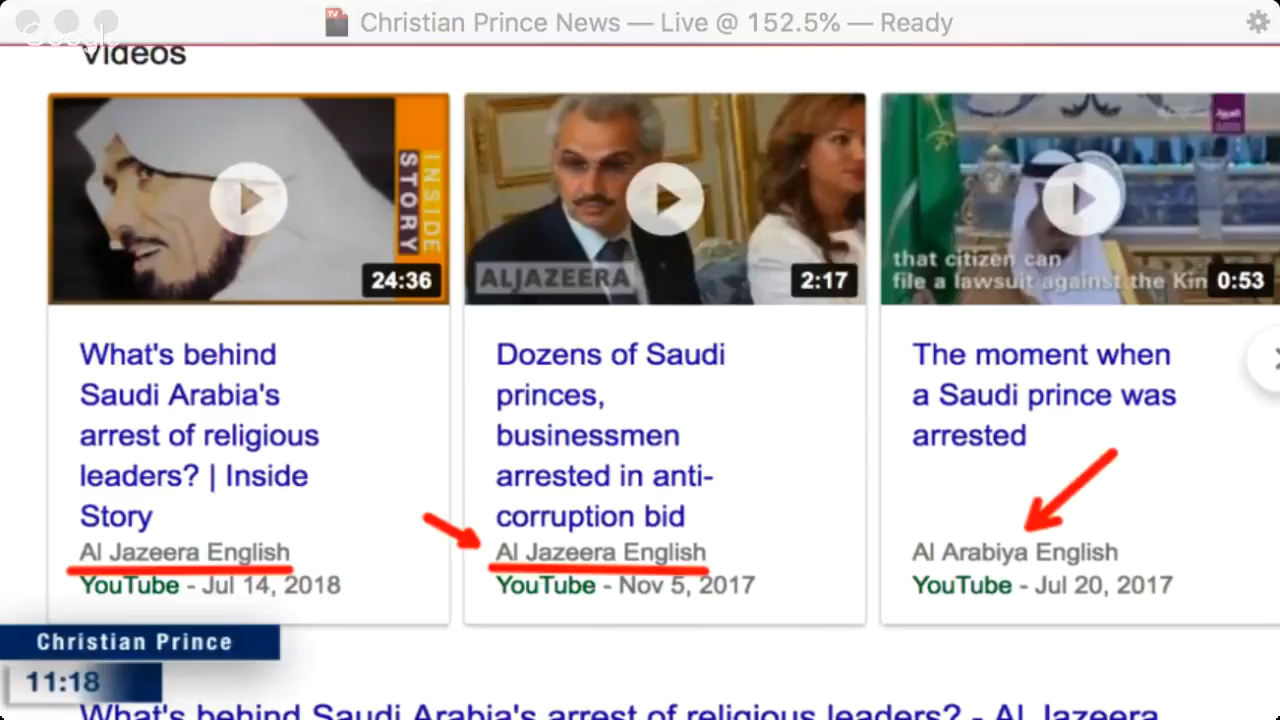 Christian Prince News — Live @ 152.5% — Ready
Google
Videos
INSIDE
STORY
24:36
ALJAZEERA
2:17
that citizen can
file a lawsuit against the Kin
0:53
What's behind
Saudi Arabia's
arrest of religious
leaders? | Inside
Story
Al Jazeera English
YouTube - Jul 14, 2018
Dozens of Saudi
princes,
businessmen
arrested in anti-
corruption bid
Al Jazeera English
YouTube - Nov 5, 2017
The moment when
a Saudi prince was
arrested
Al Arabiya English
YouTube - Jul 20, 2017
Christian Prince
11:18
What's behind Saudi Arabia's arrest of religious leaders? - Al Jazeera